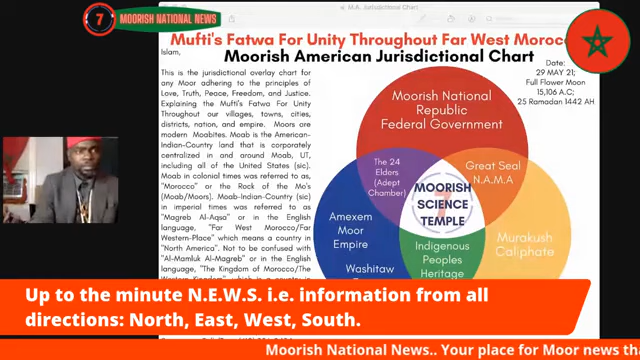 M.A. Jurisdictional Chart
7 MOORISH NATIONAL NEWS
Mufti's Fatwa For Unity Throughout Far West Morocc
Islam,
Moorish American Jurisdictional Chart
Date:
29 MAY 21;
Full Flower Moon
15,106 A.C;
25 Ramadan 1442 AH
This is the jurisdictional overlay chart for
any Moor adhering to the principles of
Love, Truth, Peace, Freedom, and Justice.
Explaining the Mufti's Fatwa For Unity
Throughout our villages, towns, cities,
districts, nation, and empire. Moors are
modern Moabites. Moab is the American-
Indian-Country land that is corporately
centralized in and around Moab, UT,
including all of the United States (sic).
Moab in colonial times was referred to as,
"Morocco" or the Rock of the Mo's
(Moab/Moors). Moab-Indian-Country (sic)
in imperial times was referred to as
"Magreb Al-Aqsa" or in the English
language, "Far West Morocco/Far
Western-Place" which means a country in
"North America". Not to be confused with
"Al-Mamluk Al-Magreb" or in the English
language, "The Kingdom of Morocco/The
Moorish National
Republic
Federal Government
The 24
Elders
(Adept
Chamber)
Great Seal
N.A.M.A
7
MOORISH
SCIENCE
TEMPLE
Amexem
Moor
Empire
Washitaw
Indigenous
Peoples
Heritage
Murakush
Caliphate
Up to the minute N.E.W.S. i.e. information from all
directions: North, East, West, South.
Moorish National News.. Your place for Moor news tha